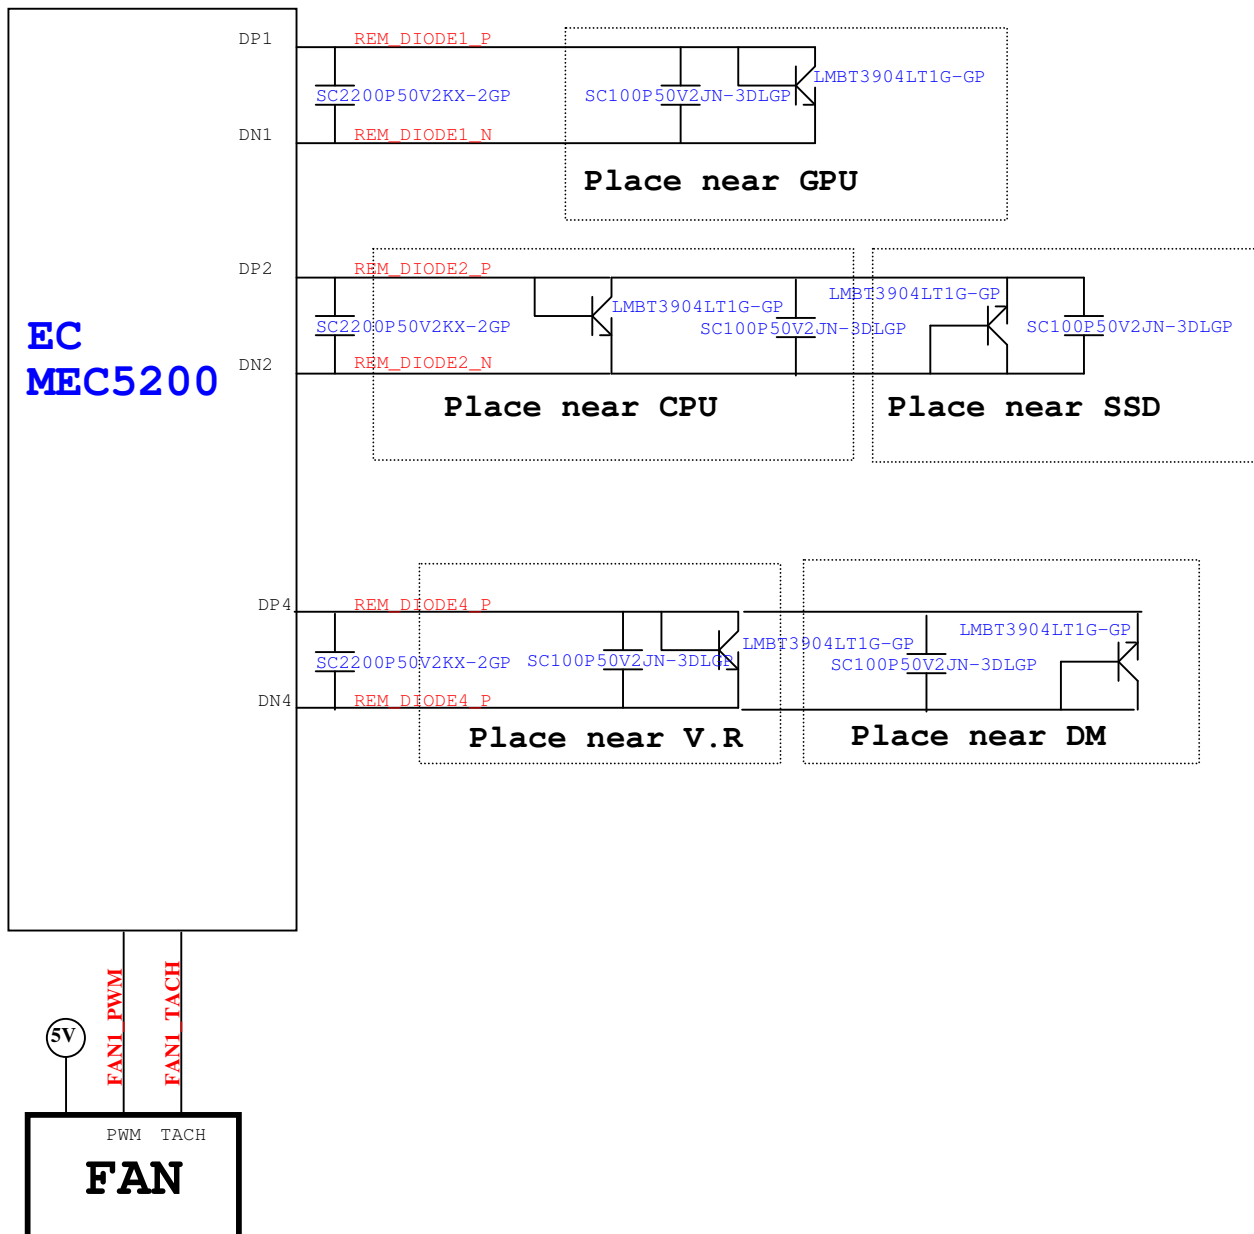 DP1
REM_DIODE1_P
LMBT3904LT1G-GP
SC2200P50V2KX-2GP
SC100P50V2JN-3DLGP
DN1
REM_DIODE1_N
Place near GPU
DP2
REM_DIODE2_P
LMBT3904LT1G-GP
LMBT3904LT1G-GP
SC2200P50V2KX-2GP
SC100P50V2JN-3DLGP
SC100P50V2JN-3DLGP
EC
MEC5200
DN2
REM_DIODE2_N
Place near CPU
Place near SSD
DP4
REM_DIODE4_P
LMBT3904LT1G-GP
LMBT3904LT1G-GP
SC2200P50V2KX-2GP
SC100P50V2JN-3DLGP
SC100P50V2JN-3DLGP
DN4
REM_DIODE4_P
Place near V.R
Place near DM
FAN1_PWM
FAN1_TACH
5V
PWM
TACH
FAN